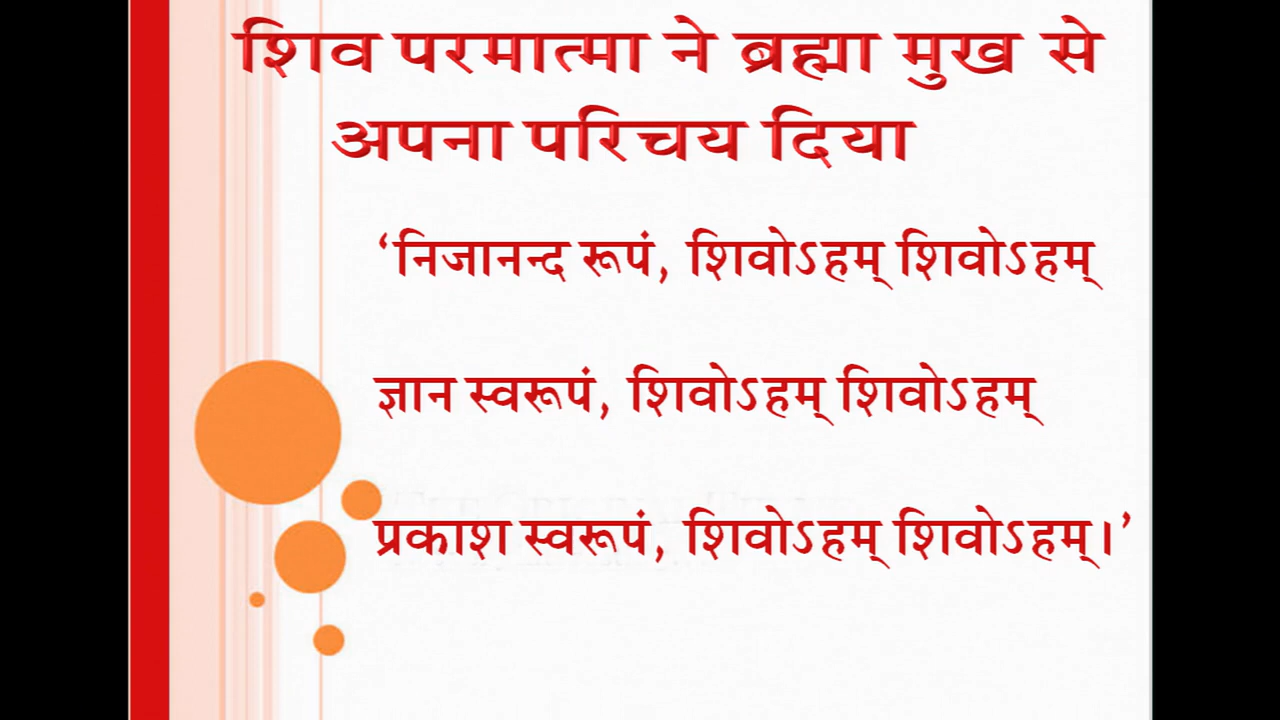 शिव परमात्मा ने ब्रह्मा मुख से
अपना परिचय दिया
‘निजानन्द रूपं, शिवोऽहम् शिवोऽहम्
ज्ञान स्वरूपं, शिवोऽहम् शिवोऽहम्
प्रकाश स्वरूपं, शिवोऽहम् शिवोऽहम्।’